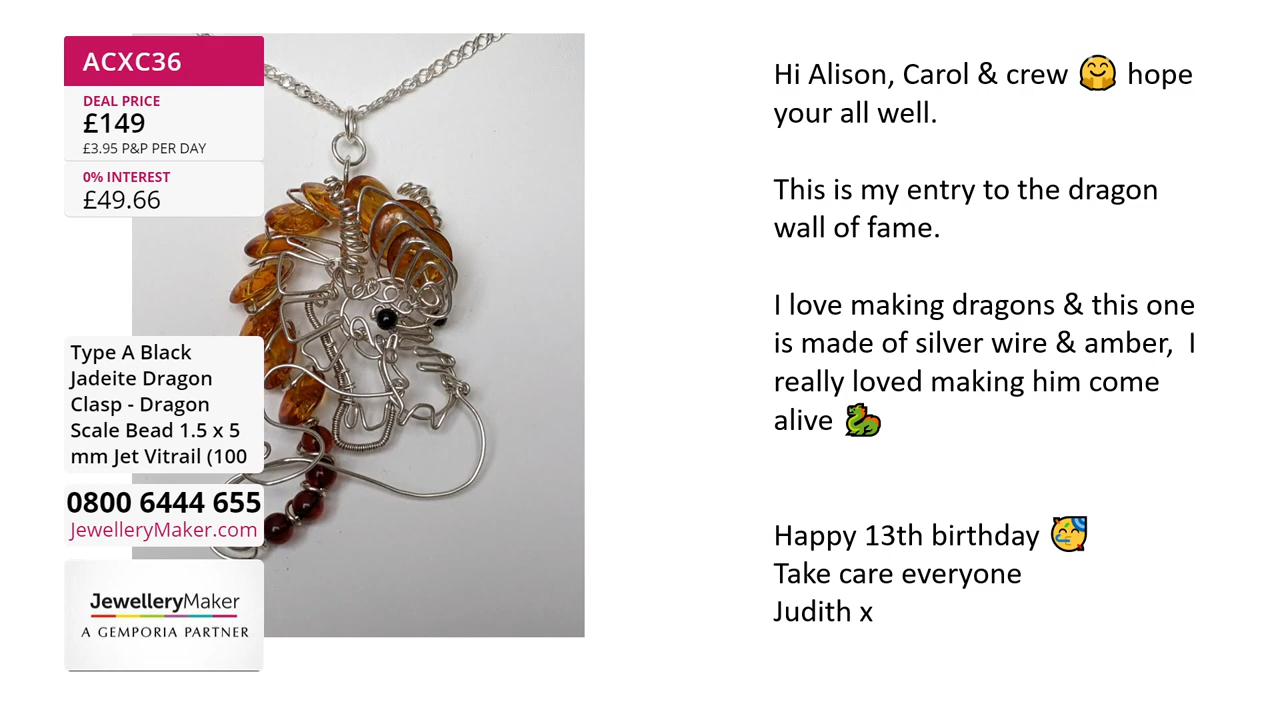 ACXC36
DEAL PRICE
£149
£3.95 P&P PER DAY
0% INTEREST
£49.66
Type A Black
Jadeite Dragon
Clasp - Dragon
Scale Bead 1.5 x 5
mm Jet Vitrail (100
0800 6444 655
JewelleryMaker.com
JewelleryMaker
A GEMPORIA PARTNER
Hi Alison, Carol & crew 🤗 hope
your all well.
This is my entry to the dragon
wall of fame.
I love making dragons & this one
is made of silver wire & amber, I
really loved making him come
alive 🐉
Happy 13th birthday 🥳
Take care everyone
Judith x